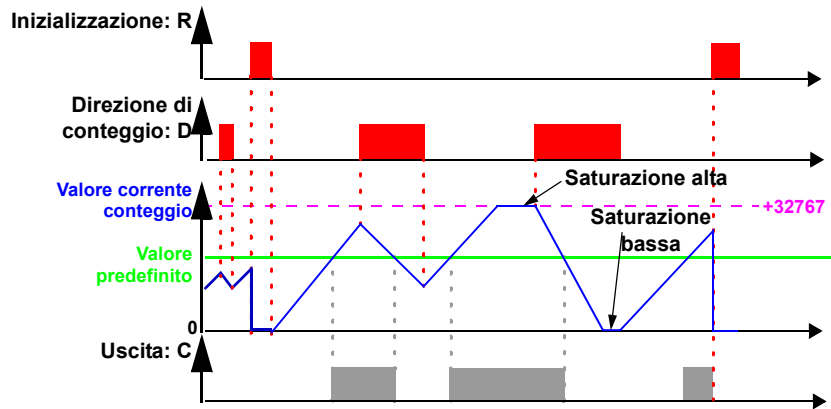 Inizializzazione: R
Direzione di
conteggio: D
Valore corrente
conteggio
Saturazione alta
+32767
Saturazione
bassa
Valore
predefinito
0
Uscita: C